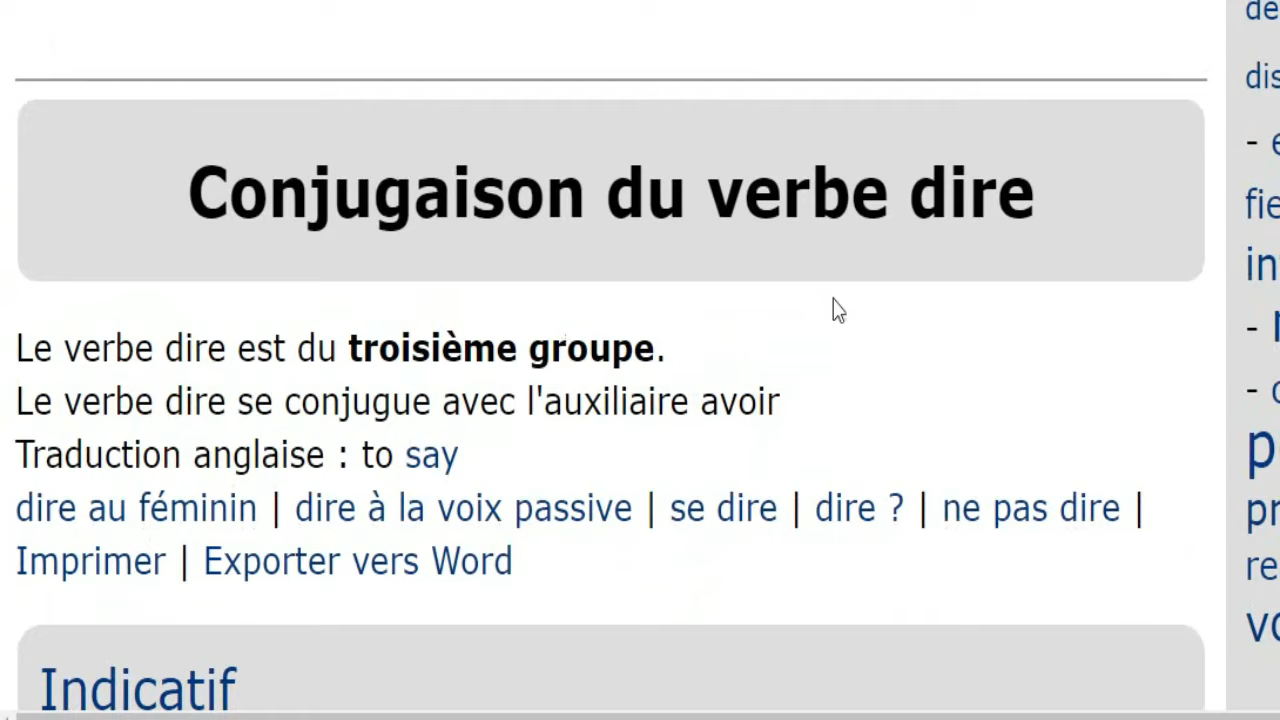 Conjugaison du verbe dire
Le verbe dire est du troisième groupe.
Le verbe dire se conjugue avec l'auxiliaire avoir
Traduction anglaise : to say
dire au féminin | dire à la voix passive | se dire | dire ? | ne pas dire |
Imprimer | Exporter vers Word
Indicatif